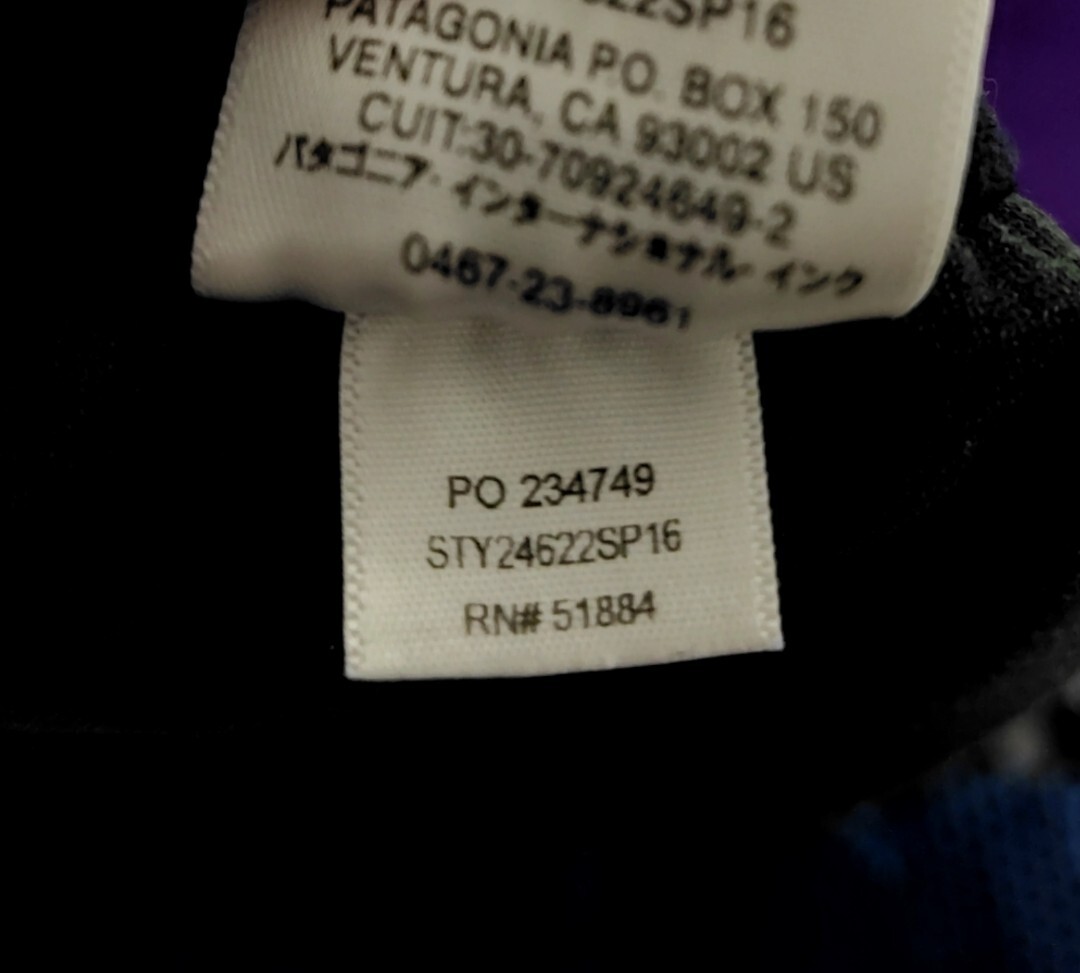 22SP16
PATAGONIA P.O. BOX 150
VENTURA, CA 93002 US
CUIT:30-70924649-2
パタゴニア・インターナショナル・インク
0467-23-8961
PO 234749
STY24622SP16
RN# 51884